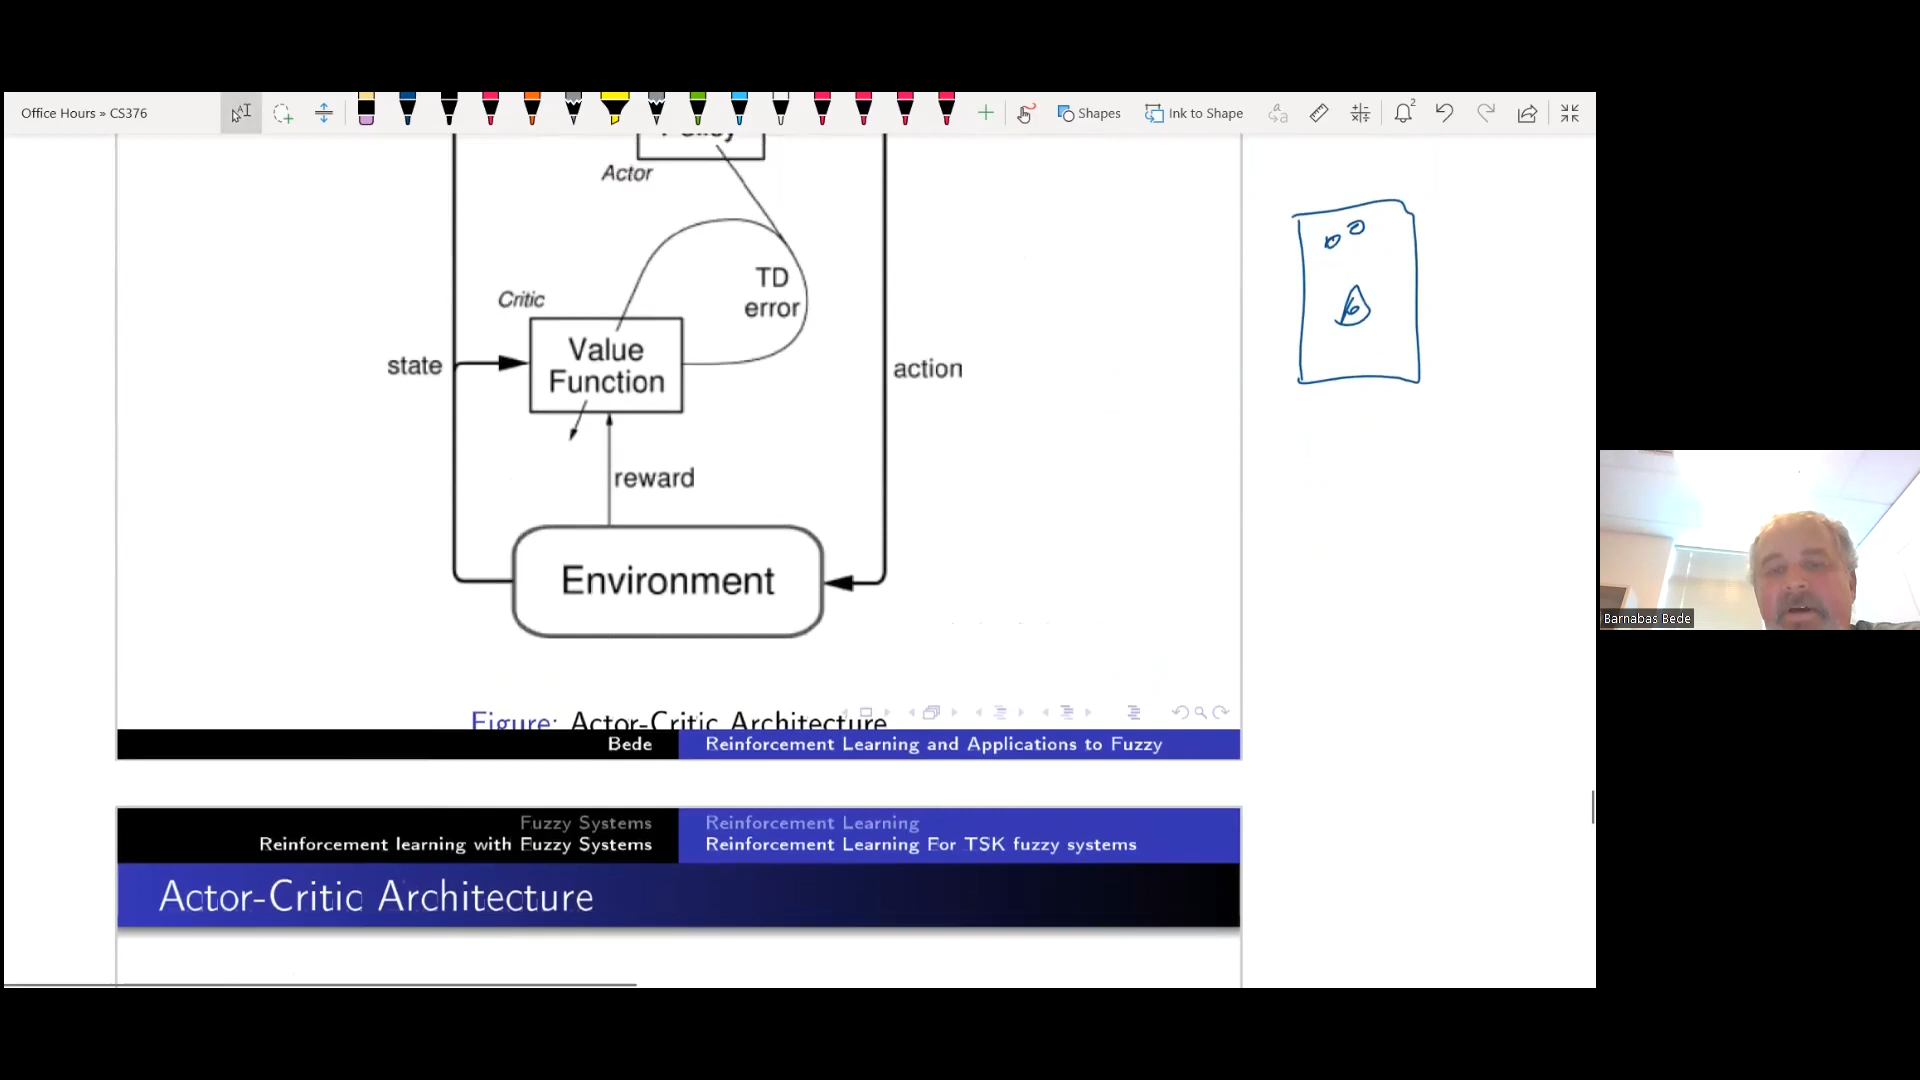 Office Hours » CS376
Shapes
Ink to Shape
2
Policy
Actor
TD
error
Critic
Value
Function
state
action
reward
Environment
Figure: Actor-Critic Architecture
Bede
Reinforcement Learning and Applications to Fuzzy
Barnabas Bede
Fuzzy Systems
Reinforcement learning with Fuzzy Systems
Reinforcement Learning
Reinforcement Learning For TSK fuzzy systems
Actor-Critic Architecture